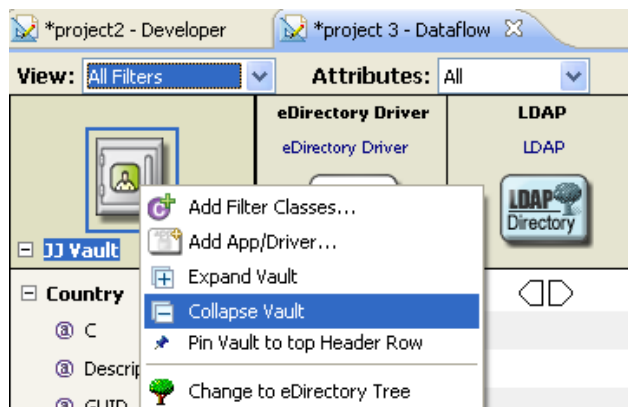 *project2 - Developer *project 3 - Dataflow
View: All Filters Attributes: All
eDirectory Driver LDAP
eDirectory Driver LDAP
LDAP
Directory
JJ Vault
Add Filter Classes...
Add App/Driver...
Expand Vault
Collapse Vault
Pin Vault to top Header Row
Change to eDirectory Tree
Country
C
Descrip
GUID